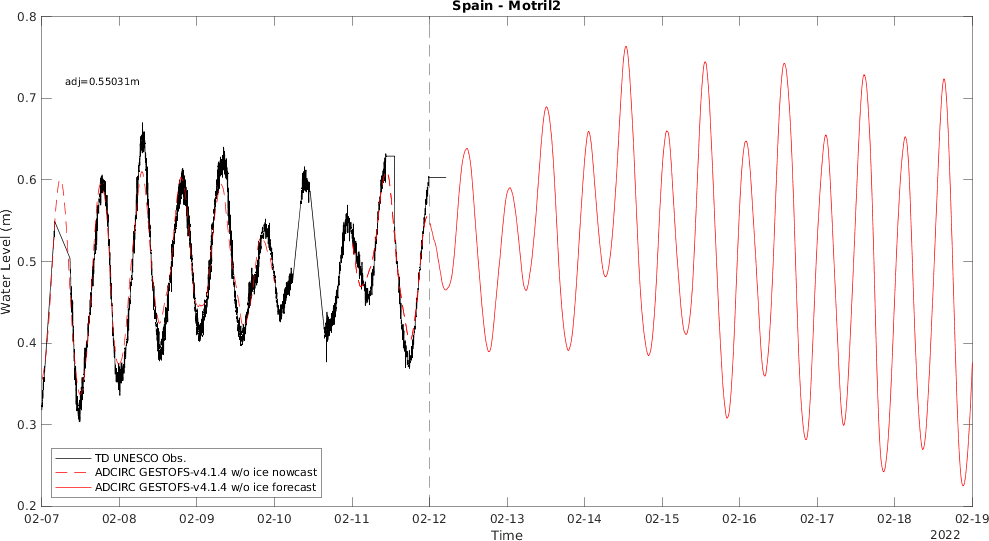 Spain - Motril2
adj=0.55031m
Water Level (m)
0.8
0.7
0.6
0.5
0.4
0.3
0.2
TD UNESCO Obs.
ADCIRC GESTOFS-v4.1.4 w/o ice nowcast
ADCIRC GESTOFS-v4.1.4 w/o ice forecast
02-07 02-08 02-09 02-10 02-11 02-12 02-13 02-14 02-15 02-16 02-17 02-18 02-19
Time
2022